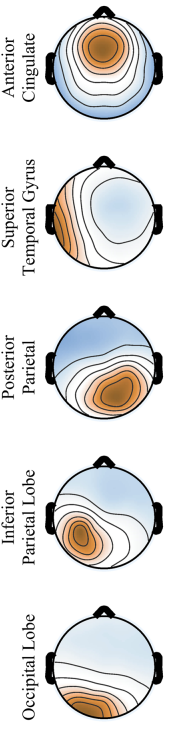 Anterior
Cingulate
Superior
Temporal Gyrus
Posterior
Parietal
Inferior
Parietal Lobe
Occipital Lobe